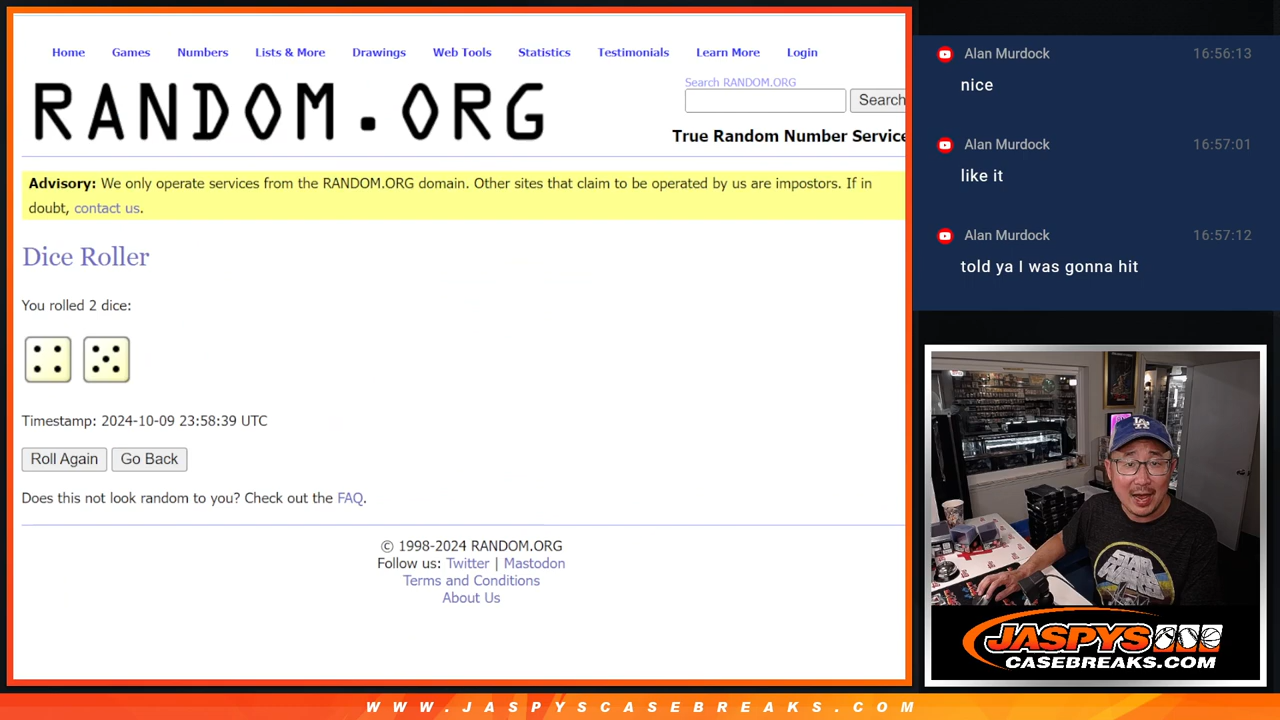 Home Games Numbers Lists & More Drawings Web Tools Statistics Testimonials Learn More Login
RANDOM.ORG
Search RANDOM.ORG
Search
True Random Number Service
Advisory: We only operate services from the RANDOM.ORG domain. Other sites that claim to be operated by us are impostors. If in
doubt, contact us.
Dice Roller
You rolled 2 dice:
Timestamp: 2024-10-09 23:58:39 UTC
Roll Again Go Back
Does this not look random to you? Check out the FAQ.
© 1998-2024 RANDOM.ORG
Follow us: Twitter | Mastodon
Terms and Conditions
About Us
Alan Murdock 16:56:13
nice
Alan Murdock 16:57:01
like it
Alan Murdock 16:57:12
told ya I was gonna hit
LA
STAR WARS
JASPYS
CASEBREAKS.COM
WWW.JASPYSCASEBREAKS.COM